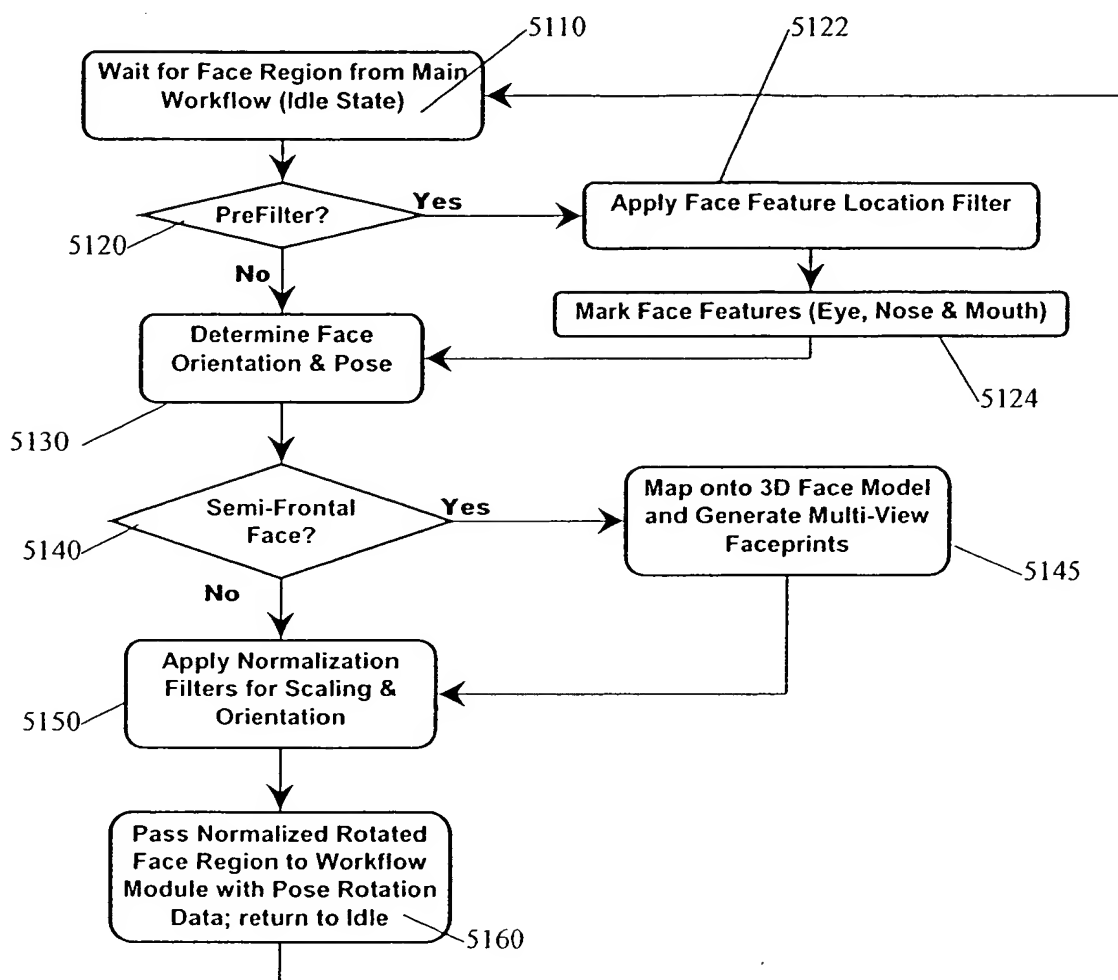 5110
5122
Wait for Face Region from Main
Workflow (Idle State)
PreFilter?
Yes
Apply Face Feature Location Filter
5120
No
Mark Face Features (Eye, Nose & Mouth)
Determine Face
Orientation & Pose
5124
5130
Semi-Frontal
Face?
Yes
Map onto 3D Face Model
and Generate Multi-View
Faceprints
5140
5145
No
Apply Normalization
Filters for Scaling &
Orientation
5150
Pass Normalized Rotated
Face Region to Workflow
Module with Pose Rotation
Data; return to Idle
5160